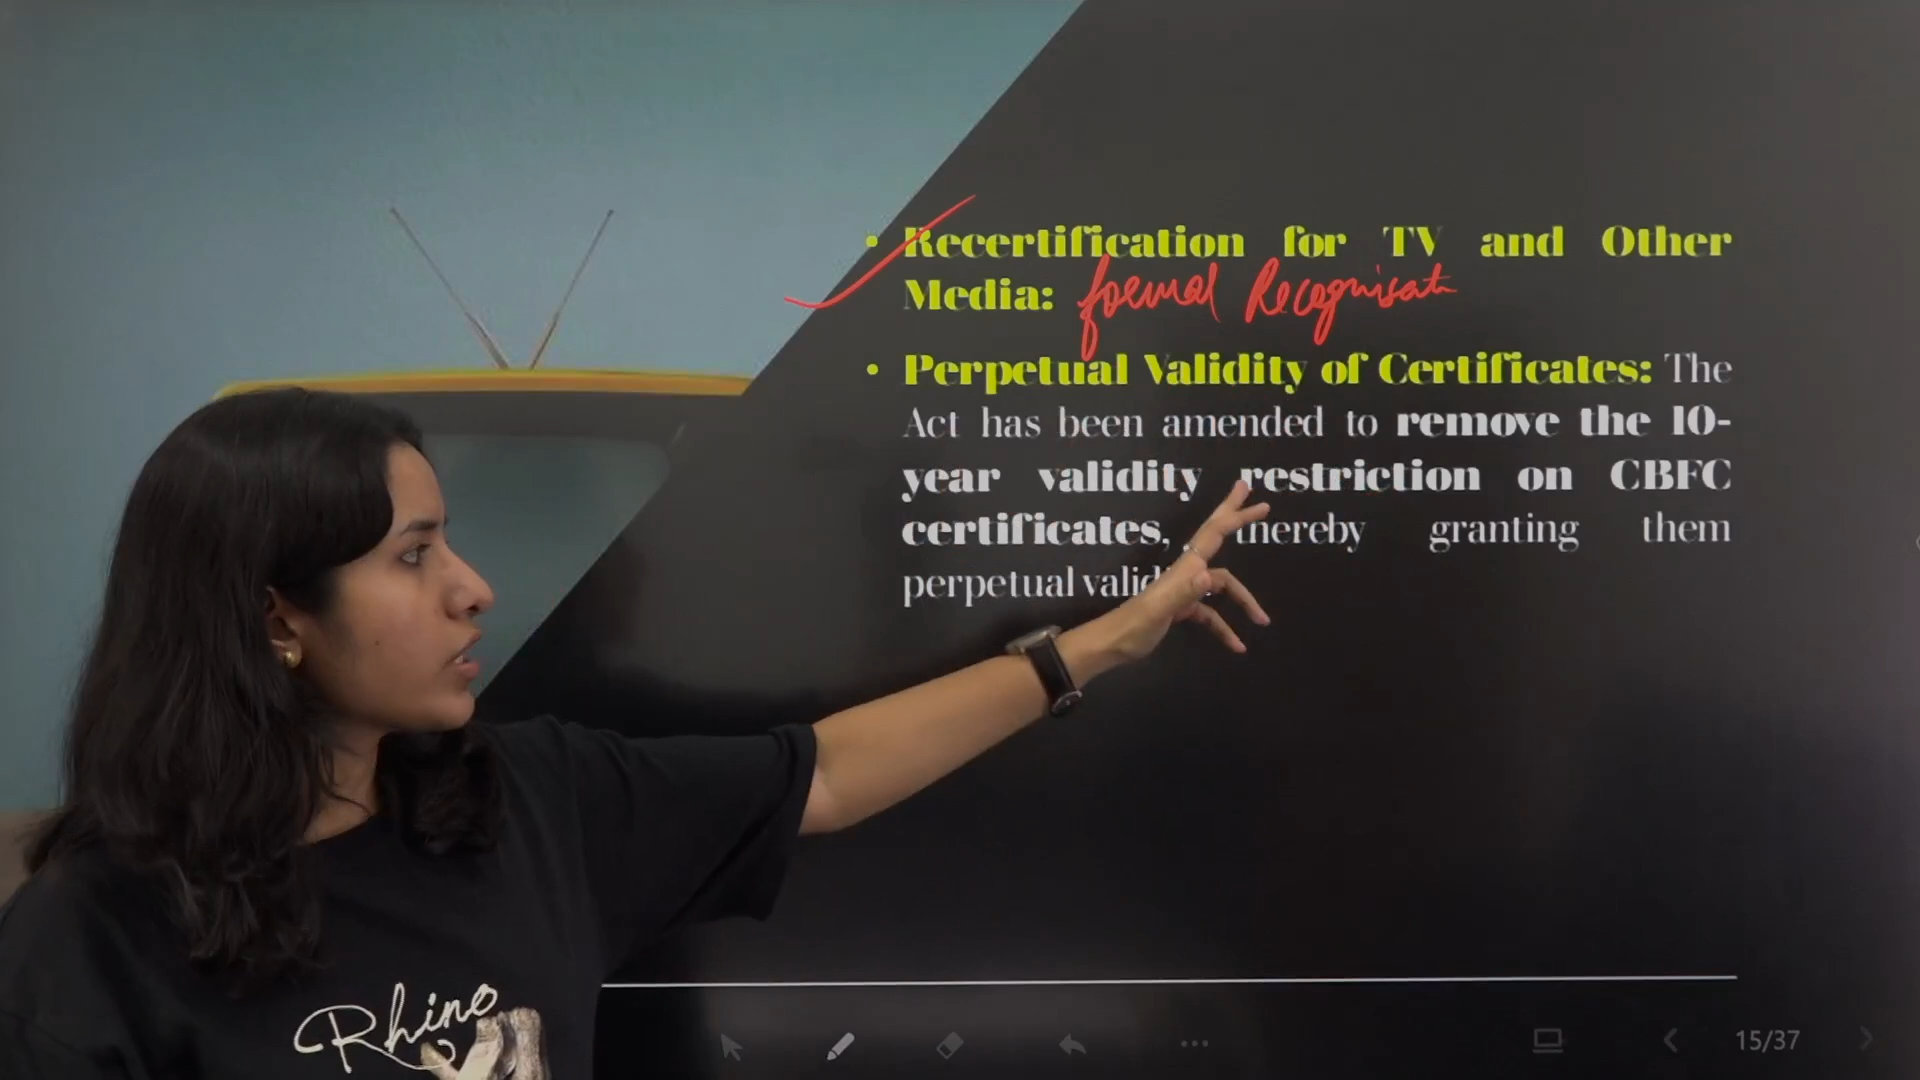 • Recertification for TV and Other
Media: formal Recognisat
• Perpetual Validity of Certificates: The
Act has been amended to remove the 10-
year validity restriction on CBFC
certificates, thereby granting them
perpetual
Rhino
15/37